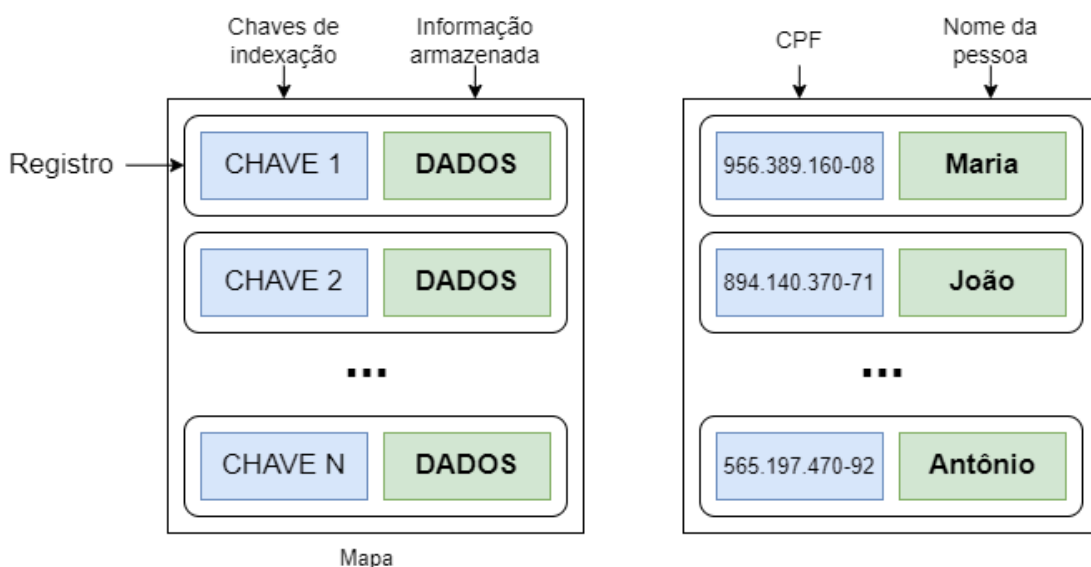 Chaves de
indexação
Informação
armazenada
CPF
Nome da
pessoa
Registro
CHAVE 1
DADOS
956.389.160-08
Maria
CHAVE 2
DADOS
894.140.370-71
João
...
...
CHAVE N
DADOS
565.197.470-92
Antônio
Mapa